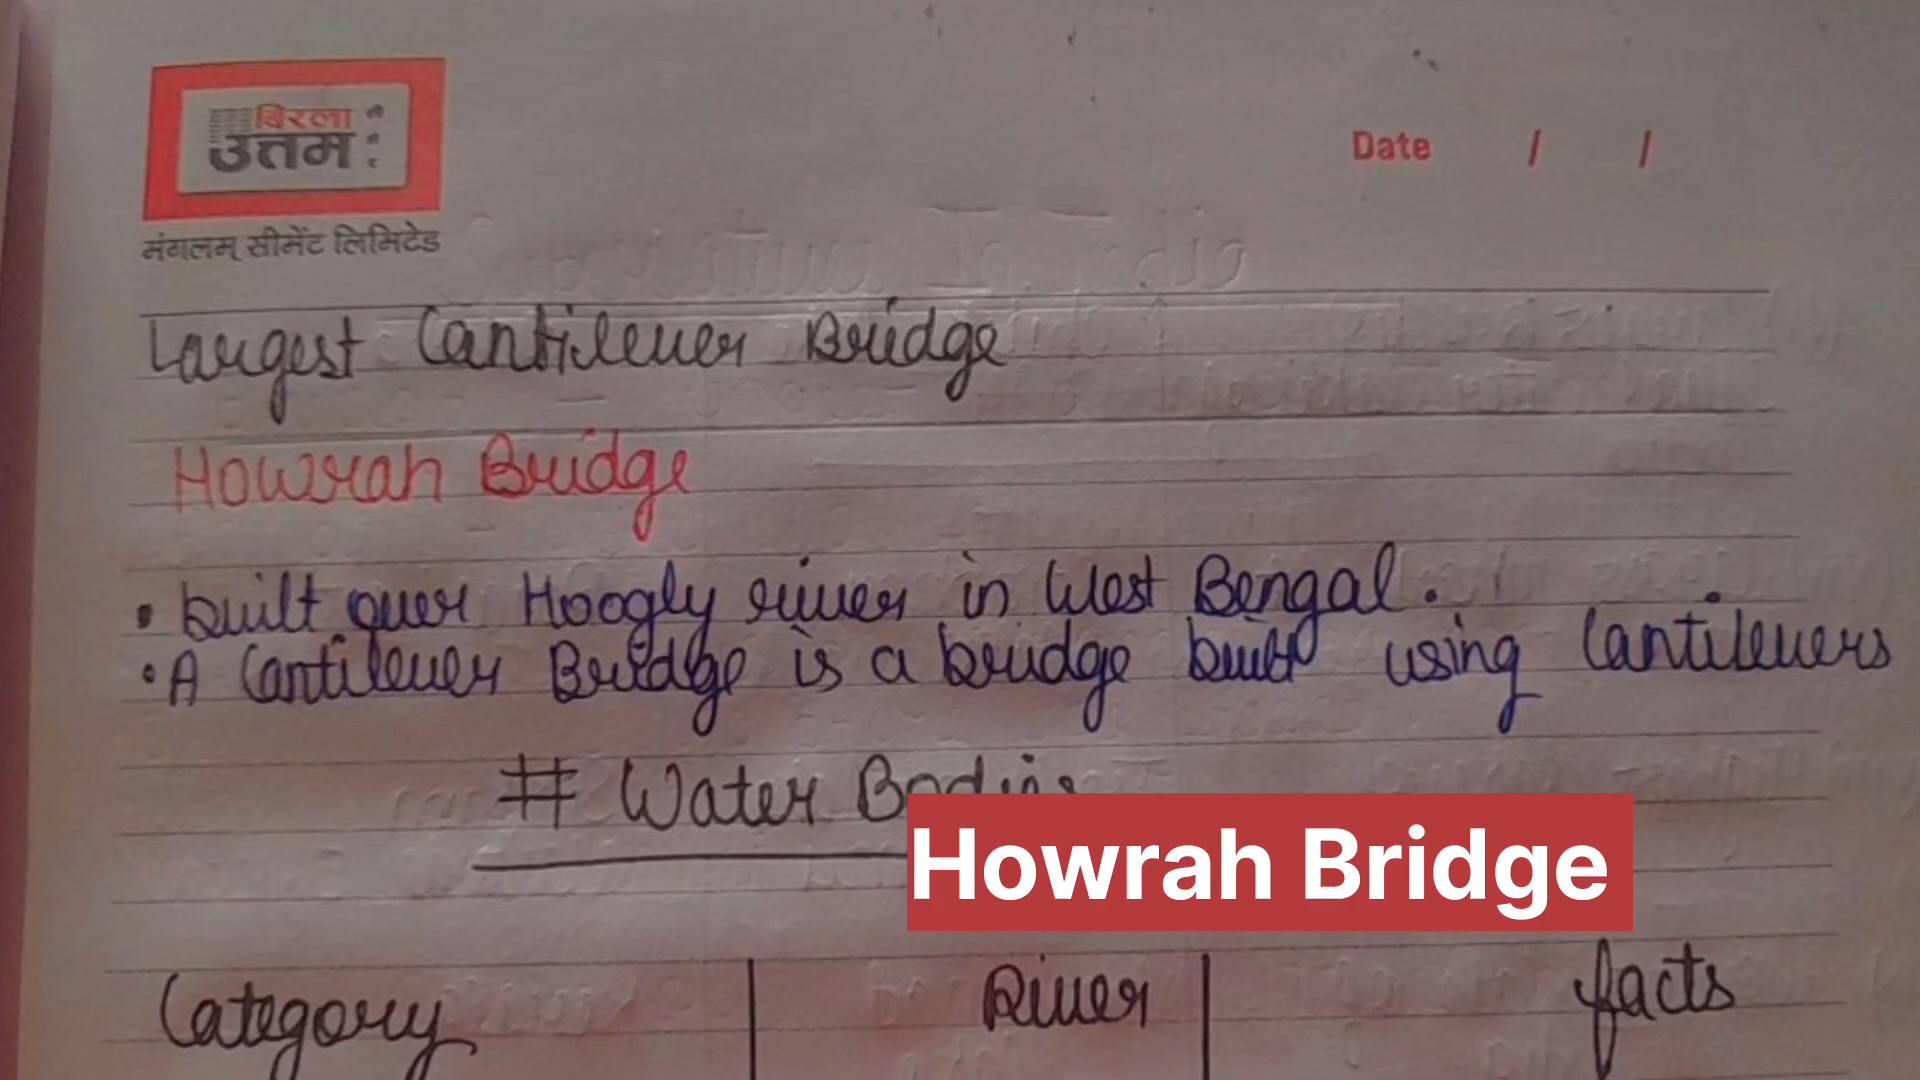 बिरला
उत्तम
मंगलम् सीमेंट लिमिटेड
Date / /
Largest Cantilever Bridge
Howrah Bridge
• built over Hoogly river in West Bengal.
• A Cantilever Bridge is a bridge built using Cantilevers
# Water Bodies
Howrah Bridge
Category | River | facts